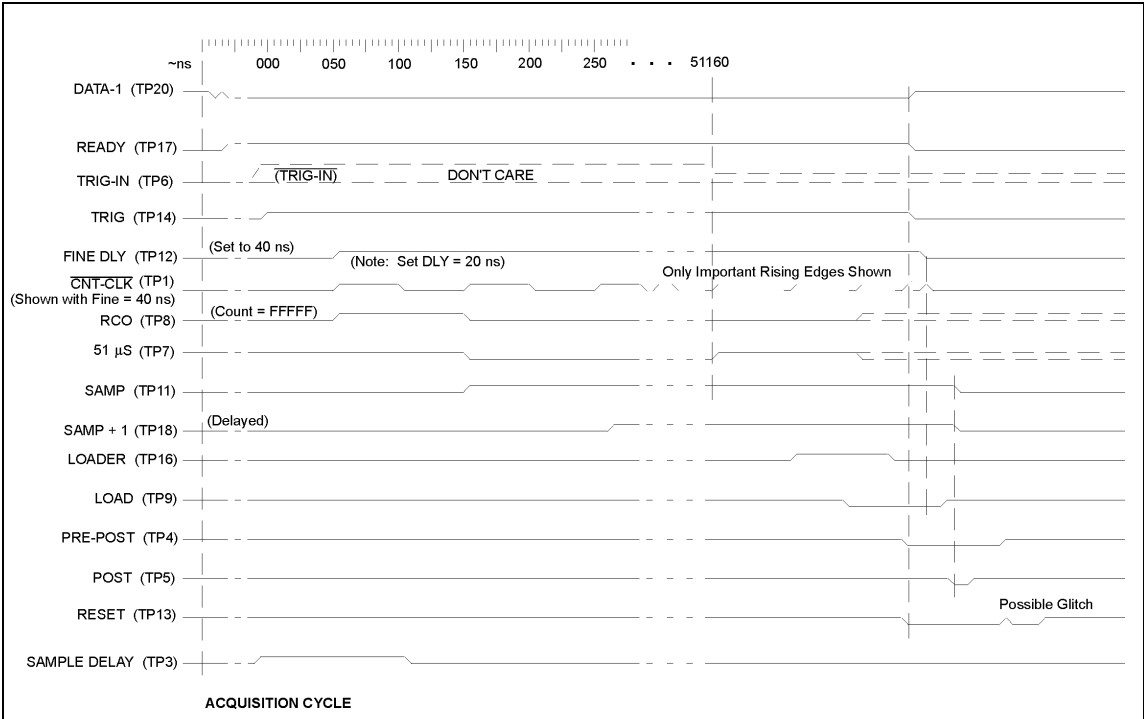 ~ns 000 050 100 150 200 250 . . . 51160
DATA-1 (TP20)
READY (TP17)
TRIG-IN (TP6) (TRIG-IN) DON'T CARE
TRIG (TP14)
FINE DLY (TP12) (Set to 40 ns) (Note: Set DLY = 20 ns)
CNT-CLK (TP1) Only Important Rising Edges Shown
(Shown with Fine = 40 ns)
RCO (TP8) (Count = FFFFF)
51 µS (TP7)
SAMP (TP11)
SAMP + 1 (TP18) (Delayed)
LOADER (TP16)
LOAD (TP9)
PRE-POST (TP4)
POST (TP5)
RESET (TP13) Possible Glitch
SAMPLE DELAY (TP3)
ACQUISITION CYCLE